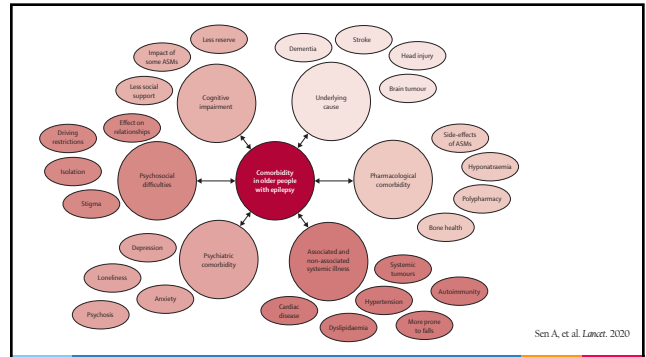 Less reserve
Impact of
some ASMs
Less social
support
Cognitive
impairment
Dementia
Stroke
Head injury
Brain tumour
Underlying
cause
Driving
restrictions
Effect on
relationships
Isolation
Stigma
Psychosocial
difficulties
Comorbidity
in older people
with epilepsy
Pharmacological
comorbidity
Side-effects
of ASMs
Hyponatraemia
Polypharmacy
Bone health
Depression
Loneliness
Anxiety
Psychosis
Psychiatric
comorbidity
Associated and
non-associated
systemic illness
Systemic
tumours
Autoimmunity
Hypertension
Cardiac
disease
Dyslipidaemia
More prone
to falls
Sen A, et al. Lancet. 2020